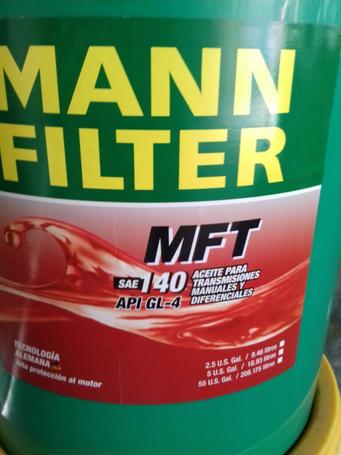 MANN
FILTER
MFT
SAE 140
API GL-4
ACEITE PARA
TRANSMISIONES
MANUALES Y
DIFERENCIALES
TECNOLOGÍA
ALEMANA
Alta protección al motor
2.5 U.S. Gal. / 9.46 litros
5 U.S. Gal. / 18.93 litros
55 U.S. Gal. / 208.175 litros